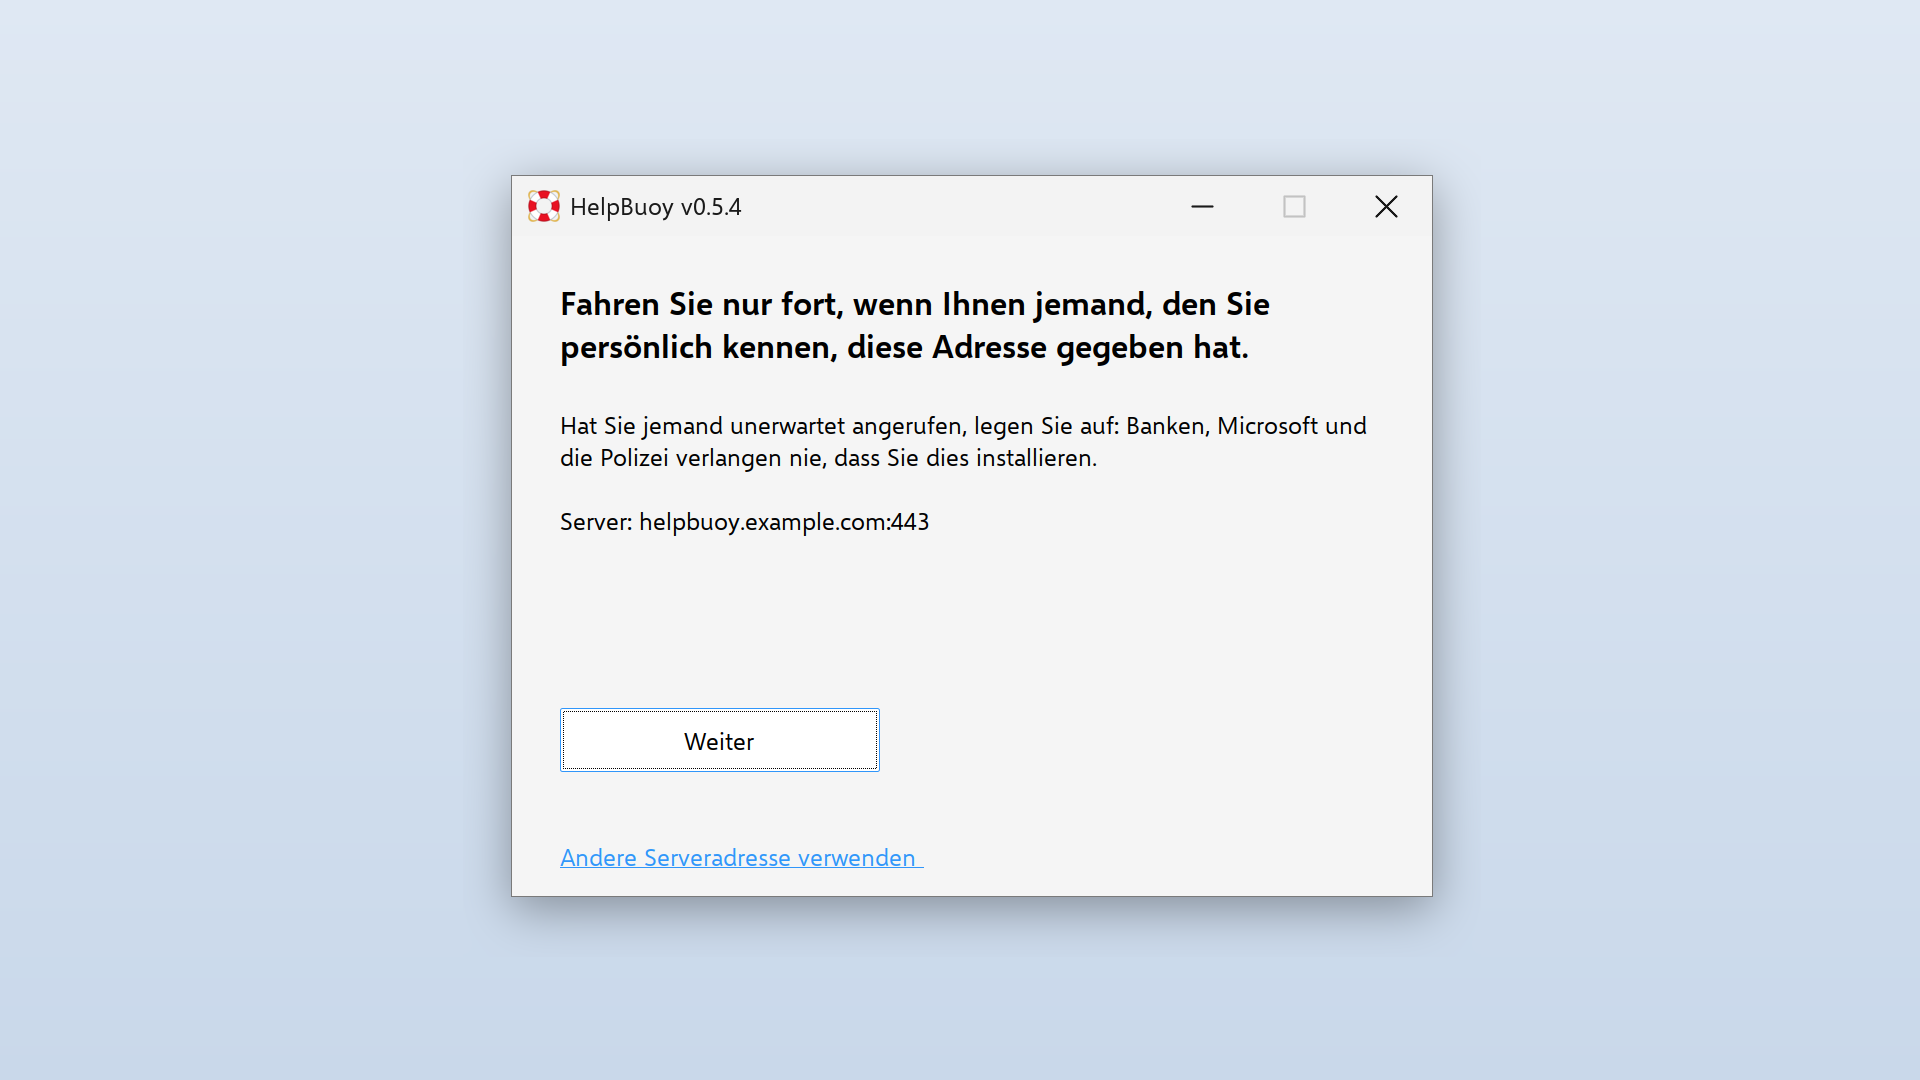 HelpBuoy v0.5.4
Fahren Sie nur fort, wenn Ihnen jemand, den Sie
persönlich kennen, diese Adresse gegeben hat.
Hat Sie jemand unerwartet angerufen, legen Sie auf: Banken, Microsoft und
die Polizei verlangen nie, dass Sie dies installieren.
Server: helpbuoy.example.com:443
Weiter
Andere Serveradresse verwenden